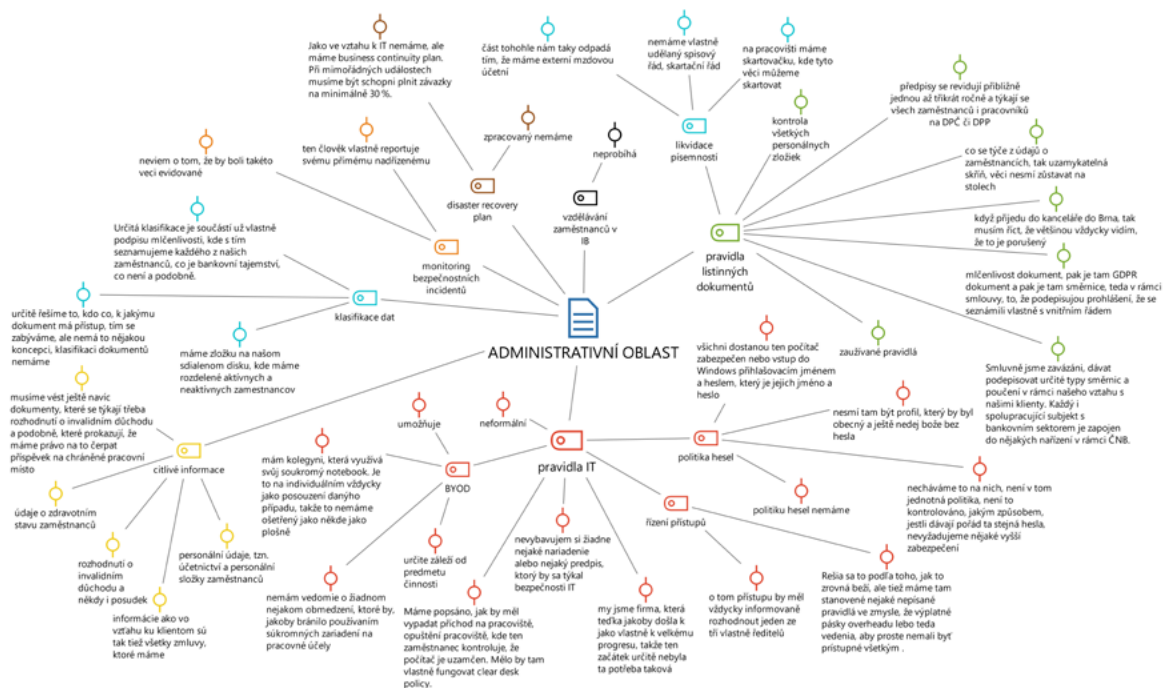 Jako ve vztahu k IT nemáme, ale
máme business continuity plan.
Při mimořádných událostech
musíme být schopni plnit závazky
na minimálně 30 %.
část tohohle nám taky odpadá
tím, že máme externí mzdovou
účetní
nemáme vlastně
udělaný spisový
řád, skartační řád
na pracovišti máme
skartovačku, kde tyto
věci můžeme
skartovat
předpisy se revidují přibližně
jednou až třikrát ročně a týkají se
všech zaměstnanců i pracovníků
na DPČ či DPP
neviem o tom, že by boli takéto
veci evidované
ten člověk vlastně reportuje
svému přímému nadřízenému
zpracovaný nemáme
neprobíhá
likvidace
písemností
kontrola
všetkých
personálnych
zložiek
co se týče z údajů o
zaměstnancích, tak uzamykatelná
skříň, věci nesmí zůstavat na
stolech
disaster recovery
plan
vzdělávání
zaměstnanců v
IB
když přijedu do kanceláře do Brna, tak
musím říct, že většinou vždycky vidím,
že to je porušený
Určitá klasifikace je součástí už vlastně
podpisu mlčenlivosti, kde s tím
seznamujeme každého z našich
zaměstnanců, co je bankovní tajemství,
co není a podobně.
monitoring
bezpečnostních
incidentů
pravidla
listinných
dokumentů
mlčenlivost dokument, pak je tam GDPR
dokument a pak je tam směrnice, teda v rámci
smlouvy, to, že podepisujou prohlášení, že se
seznámili vlastně s vnitřním řádem
klasifikace dat
určitě řešíme to, kdo co, k jakýmu
dokument má přístup, tím se
zabýváme, ale nemá to nějakou
koncepci, klasifikaci dokumentů
nemáme
máme zložku na našom
sdialenom disku, kde máme
rozdelené aktívnych a
neaktívnych zamestnancov
ADMINISTRATIVNÍ OBLAST
všichni dostanou ten počítač
zabezpečen nebo vstup do
Windows přihlašovacím jménem
a heslem, který je jejich jméno a
heslo
zaužívané pravidlá
Smluvně jsme zavázáni, dávat
podepisovat určité typy směrnic a
poučení v rámci našeho vztahu s
našimi klienty. Každý i
spolupracující subjekt s
bankovním sektorem je zapojen
do nějakých nařízení v rámci ČNB.
musíme vést ještě navíc
dokumenty, které se týkají třeba
rozhodnutí o invalidním důchodu
a podobně, které prokazují, že
máme právo na to čerpat
příspěvek na chráněné pracovní
místo
citlivé informace
umožňuje
neformální
nesmí tam být profil, který by byl
obecný a ještě nedej bože bez
hesla
politika hesel
mám kolegyni, která využívá
svůj soukromý notebook. Je
to na individuálním vždycky
jako posouzení danýho
případu, takže to nemáme
ošetřený jako někde jako
plošně
BYOD
pravidla IT
údaje o zdravotním
stavu zaměstnanců
řízení přístupů
politiku hesel nemáme
necháváme to na nich, není v tom
jednotná politika, není to
kontrolováno, jakým způsobem,
jestli dávají pořád ta stejná hesla,
nevyžadujeme nějaké vyšší
zabezpečení
rozhodnutí o
invalidním
důchodu a
někdy i posudek
personální údaje, tzn.
účetnictví a personální
složky zaměstnanců
určite záleží od
predmetu
činnosti
nevybavujem si žiadne
nejaké nariadenie
alebo nejaký predpis,
ktorý by sa týkal
bezpečnosti IT
nemám vedomie o žiadnom
nejakom obmedzení, ktoré by,
jakoby bránilo používaním
súkromných zariadení na
pracovné účely
Rešia sa to podľa toho, jak to
zrovná beží, ale tiež máme tam
stanovené nejaké nepísané
pravidlá ve zmysle, že výplatné
pásky overheadu lebo teda
vedenia, aby proste nemali byť
prístupné všetkým .
informácie ako vo
vzťahu ku klientom sú
tak tiež všetky zmluvy,
ktoré máme
Máme popsáno, jak by měl
vypadat příchod na pracoviště,
opuštění pracoviště, kde ten
zaměstnanec kontroluje, že
počítač je uzamčen. Mělo by tam
vlastně fungovat clear desk
policy.
my jsme firma, která
teďka jakoby došla k
jako vlastně k velkému
progresu, takže ten
začátek určitě nebyla
ta potřeba taková
o tom přístupu by měl
vždycky informovaně
rozhodnout jeden ze
tří vlastně ředitelů